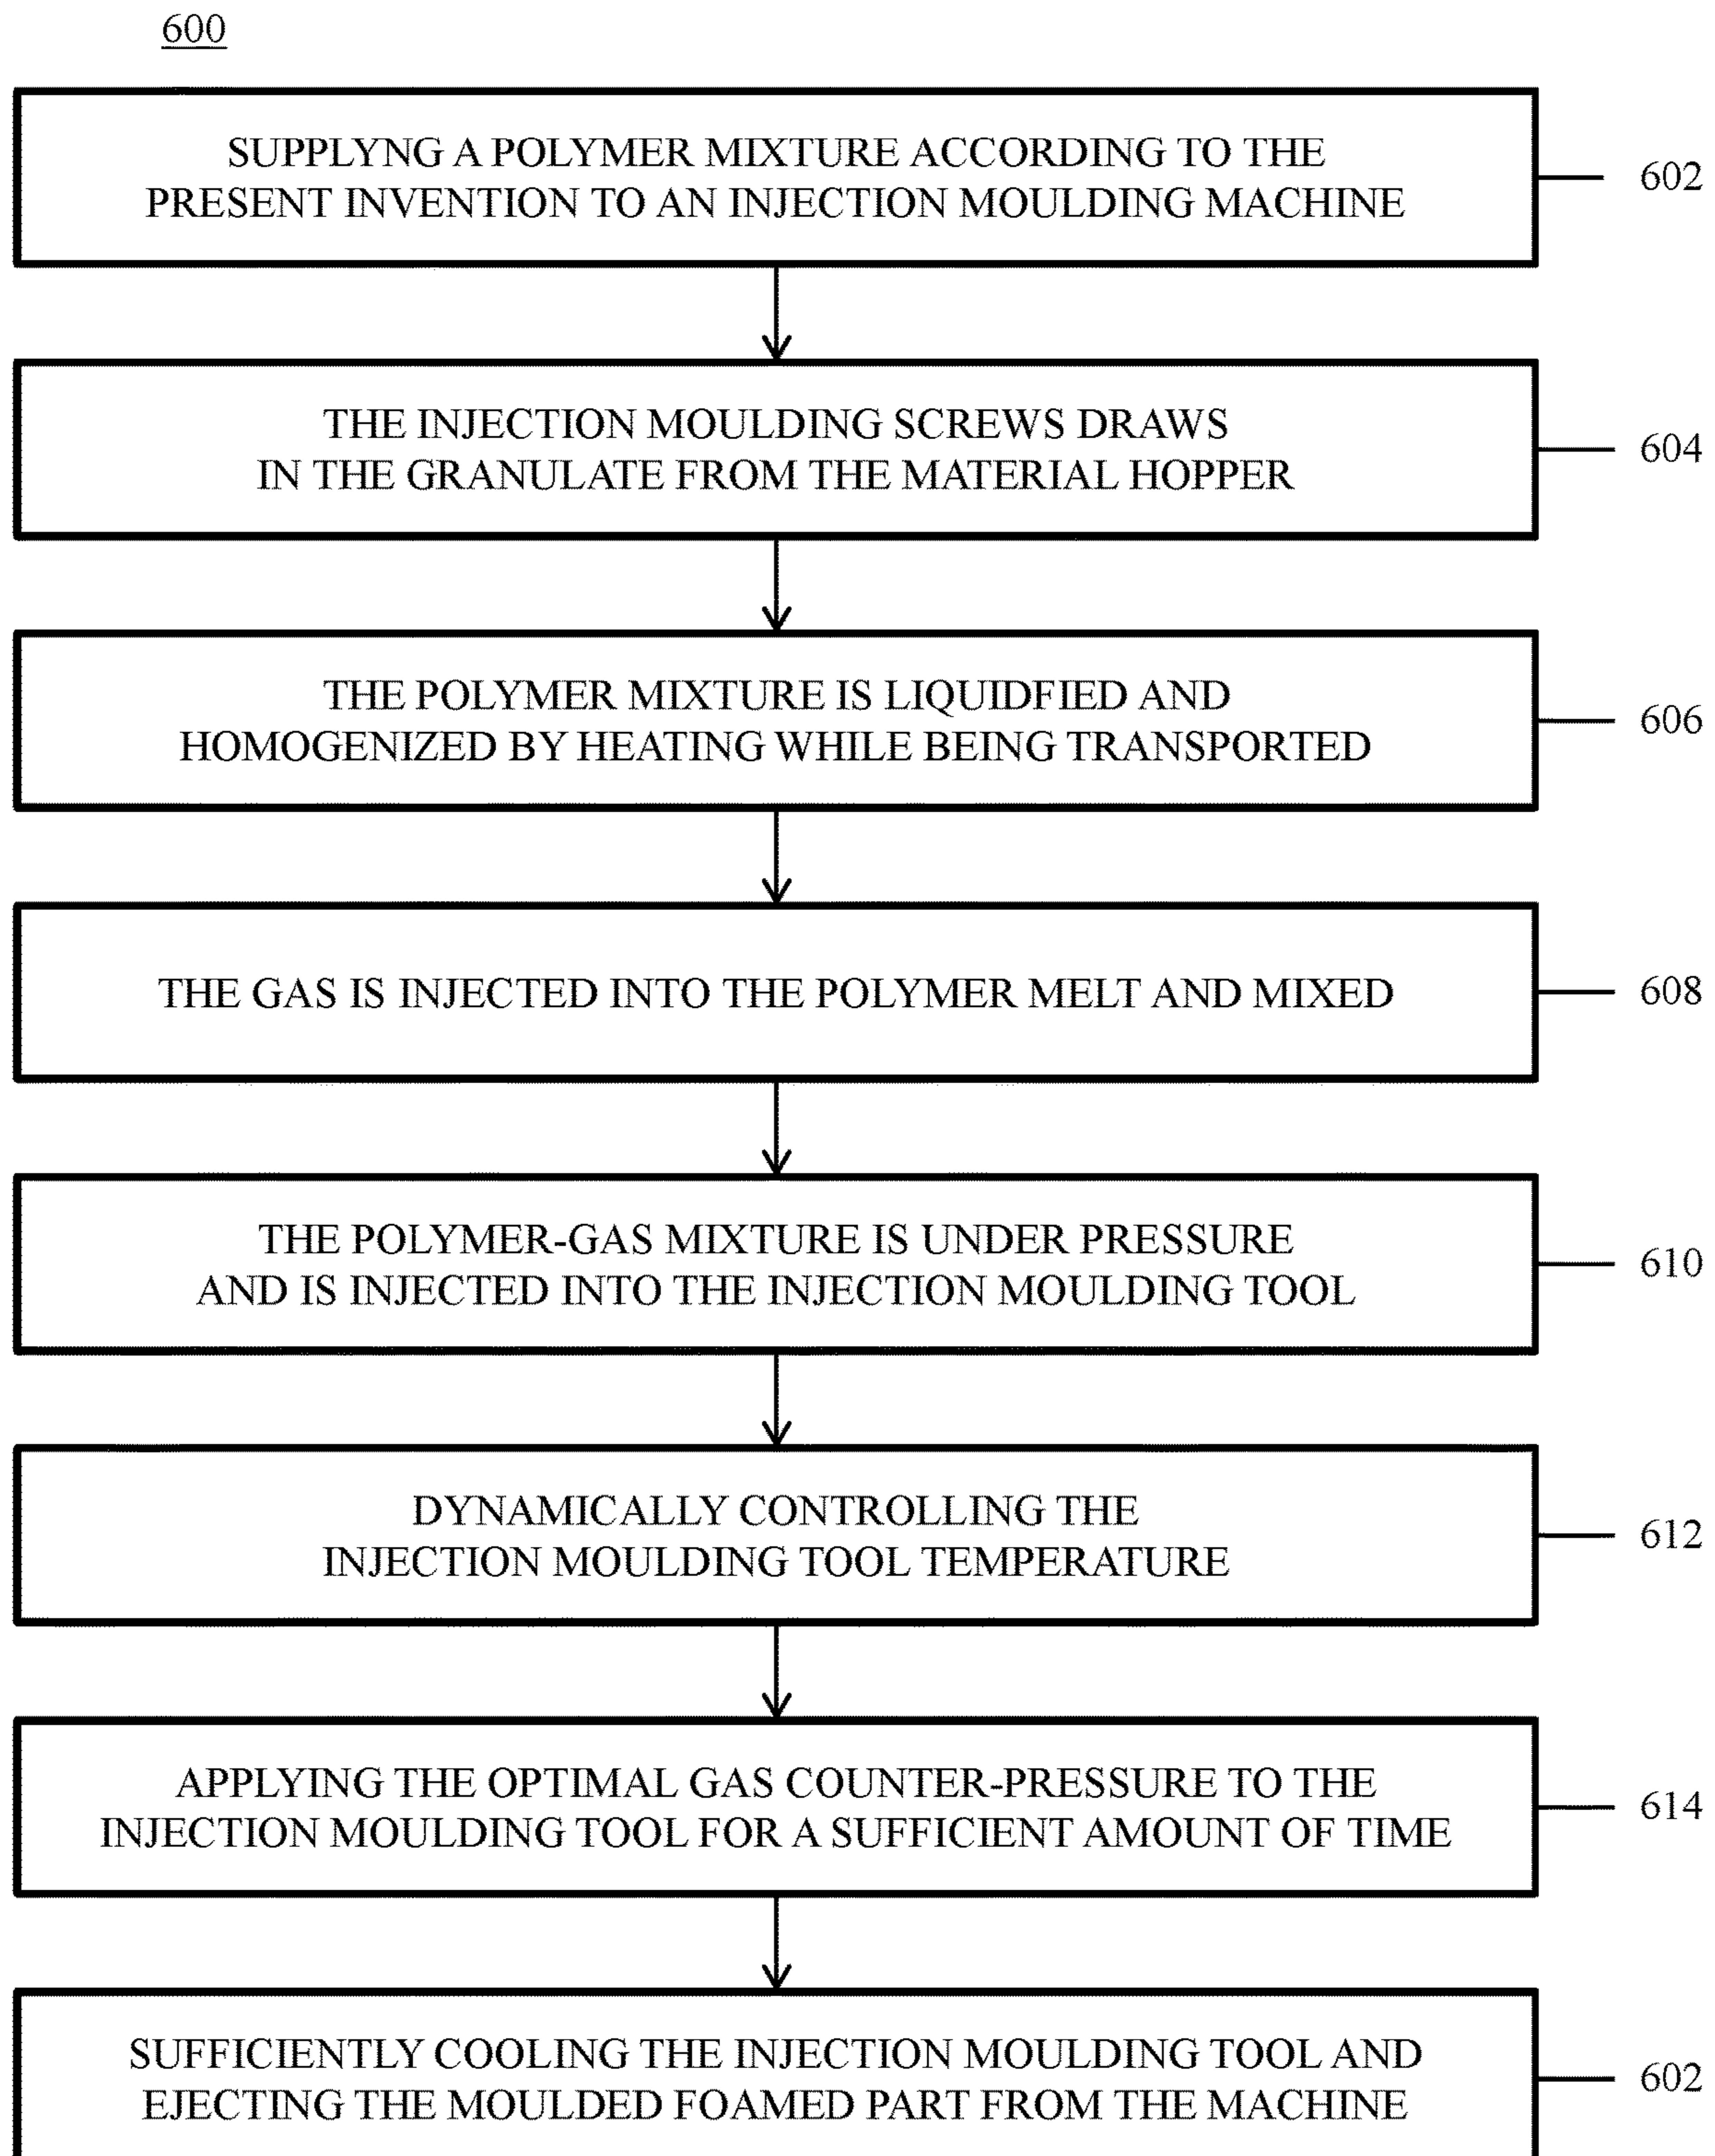 600
SUPPLYNG A POLYMER MIXTURE ACCORDING TO THE
PRESENT INVENTION TO AN INJECTION MOULDING MACHINE
602
THE INJECTION MOULDING SCREWS DRAWS
IN THE GRANULATE FROM THE MATERIAL HOPPER
604
THE POLYMER MIXTURE IS LIQUIDFIED AND
HOMOGENIZED BY HEATING WHILE BEING TRANSPORTED
606
THE GAS IS INJECTED INTO THE POLYMER MELT AND MIXED
608
THE POLYMER-GAS MIXTURE IS UNDER PRESSURE
AND IS INJECTED INTO THE INJECTION MOULDING TOOL
610
DYNAMICALLY CONTROLLING THE
INJECTION MOULDING TOOL TEMPERATURE
612
APPLYING THE OPTIMAL GAS COUNTER-PRESSURE TO THE
INJECTION MOULDING TOOL FOR A SUFFICIENT AMOUNT OF TIME
614
SUFFICIENTLY COOLING THE INJECTION MOULDING TOOL AND
EJECTING THE MOULDED FOAMED PART FROM THE MACHINE
602